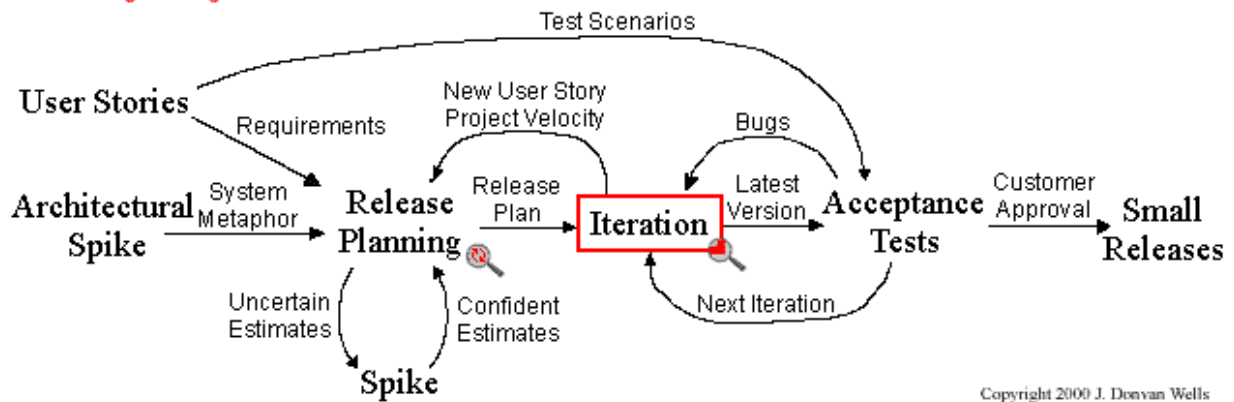 Test Scenarios
User Stories
New User Story
Project Velocity
Bugs
Requirements
Architectural
Spike
System
Metaphor
Release
Planning
Release
Plan
Iteration
Latest
Version
Acceptance
Tests
Customer
Approval
Small
Releases
Uncertain
Estimates
Confident
Estimates
Next Iteration
Spike
Copyright 2000 J. Donvan Wells